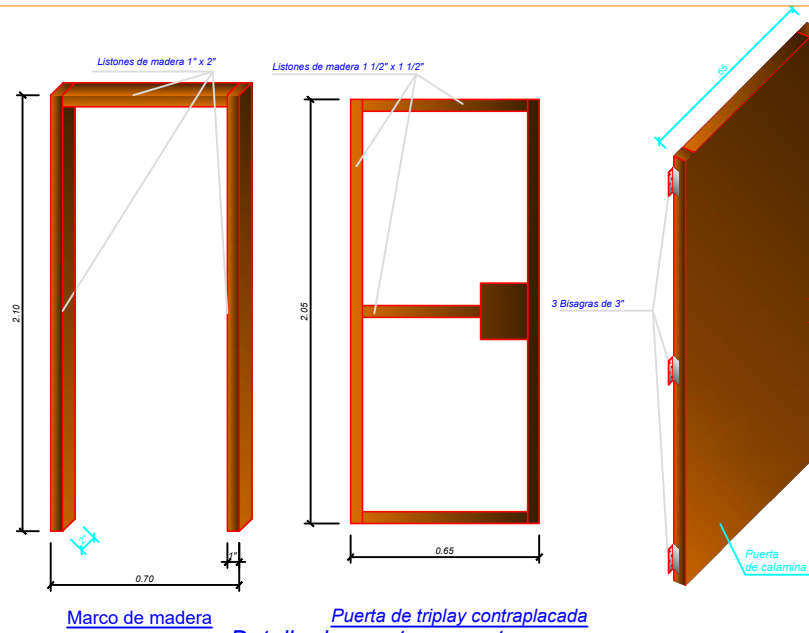 Listones de madera 1" x 2"
Listones de madera 1 1/2" x 1 1/2"
.65
2.10
2.05
3 Bisagras de 3"
2"
1"
0.70
0.65
Puerta
de calamina
Marco de madera
Puerta de triplay contraplacada